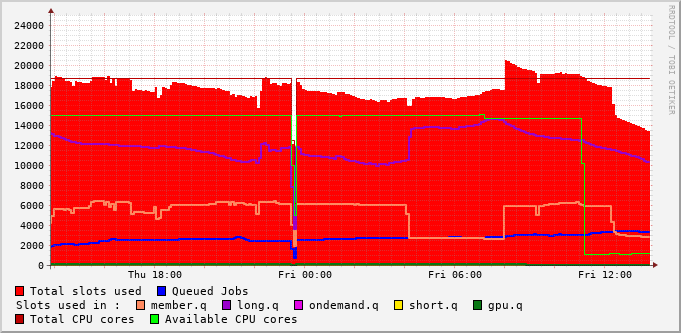 RRDTOOL / TOBI OETIKER
24000
22000
20000
18000
16000
14000
12000
10000
8000
6000
4000
2000
0
Thu 18:00 Fri 00:00 Fri 06:00 Fri 12:00
Total slots used Queued Jobs
Slots used in : member.q long.q ondemand.q short.q gpu.q
Total CPU cores Available CPU cores